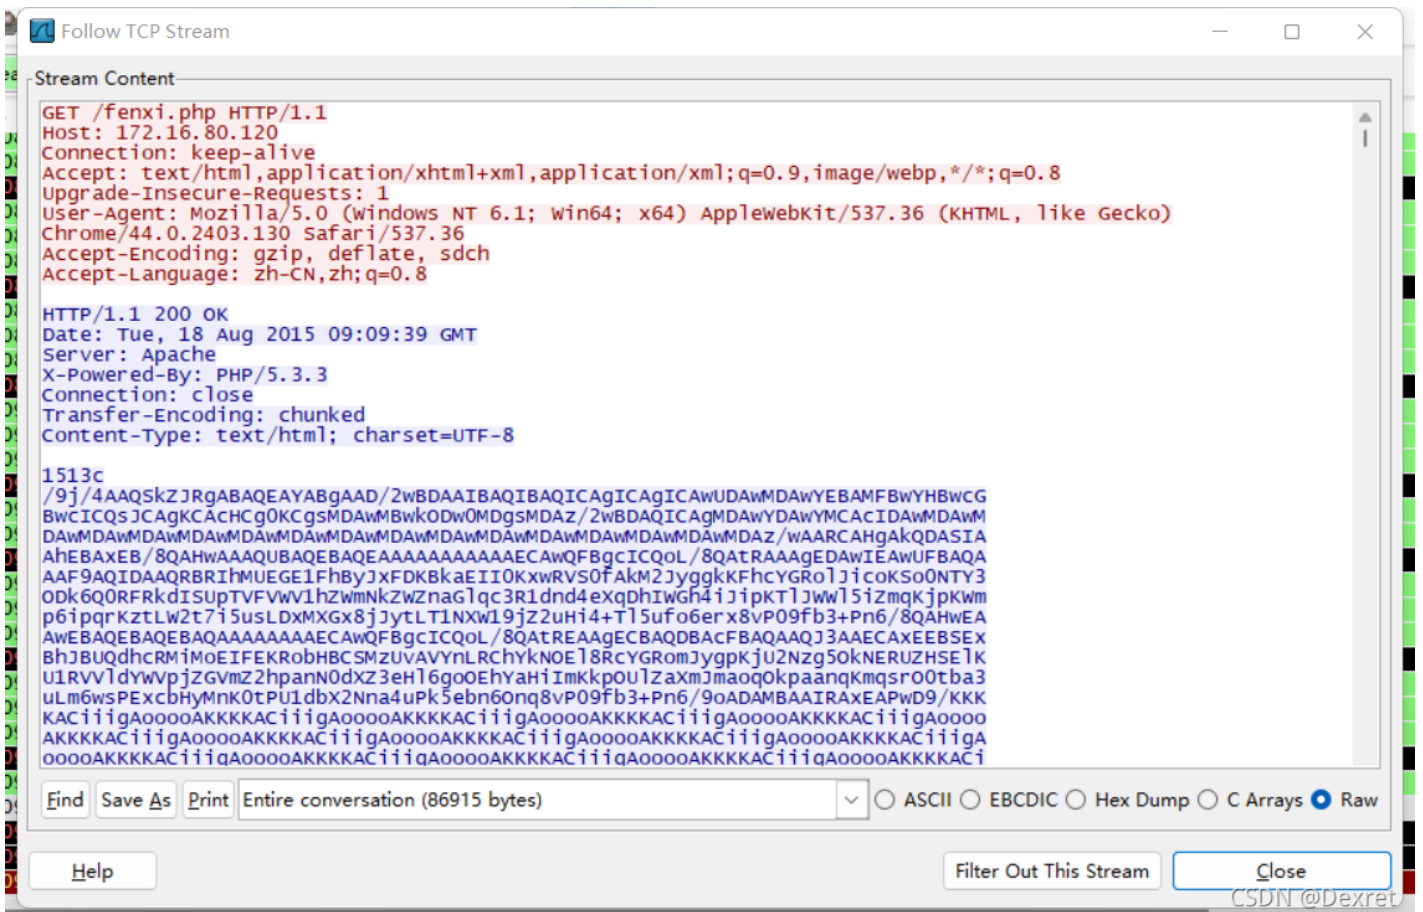 Follow TCP Stream
Stream Content
GET /fenxi.php HTTP/1.1
Host: 172.16.80.120
Connection: keep-alive
Accept: text/html,application/xhtml+xml,application/xml;q=0.9,image/webp,*/*;q=0.8
Upgrade-Insecure-Requests: 1
User-Agent: Mozilla/5.0 (Windows NT 6.1; Win64; x64) AppleWebKit/537.36 (KHTML, like Gecko)
Chrome/44.0.2403.130 Safari/537.36
Accept-Encoding: gzip, deflate, sdch
Accept-Language: zh-CN,zh;q=0.8
HTTP/1.1 200 OK
Date: Tue, 18 Aug 2015 09:09:39 GMT
Server: Apache
X-Powered-By: PHP/5.3.3
Connection: close
Transfer-Encoding: chunked
Content-Type: text/html; charset=UTF-8
1513c
/9j/4AAQSkZJRgABAQEAYABgAAD/2wBDAAIBAQIBAQICAgICAgICAwUDAwMDAwYEBAMFBwYHBwcG
BwcICQsJCAgKCAcHCg0KCgsMDAwMBwkODw0MDgsMDAz/2wBDAQICAgMDAwYDAwYMCAcIDAwMDAwM
DAwMDAwMDAwMDAwMDAwMDAwMDAwMDAwMDAwMDAwMDAwMDAwMDAwMDAwMDAz/wAARCAHgAkQDASIA
AhEBAxEB/8QAHwAAAQUBAQEBAQEAAAAAAAAAAAECAwQFBgcICQoL/8QAtRAAAgEDAwIEAwUFBAQA
AAF9AQIDAAQRBRIhMUEGE1FhByJxFDKBkaEII0KxwRVS0fAkM2JyggkKFhcYGRolJicoKSo0NTY3
ODk6Q0RFRkdISUpTVFVWV1hZWmNkZWZnaGlqc3R1dnd4eXqDhIWGh4iJipKTlJWWl5iZmqKjpKWm
p6ipqrKztLW2t7i5usLDxMXGx8jJytLT1NXW19jZ2uHi4+Tl5ufo6erx8vP09fb3+Pn6/8QAHwEA
AwEBAQEBAQEBAQAAAAAAAAECAwQFBgcICQoL/8QAtREAAgECBAQDBAcFBAQAAQJ3AAECAxEEBSEx
BhJBUQdhcRMiMoEIFEKRobHBCSMzUvAVYnLRChYkNOEl8RcYGRomJygpKjU2Nzg5OkNERUZHSElK
U1RVVldYWVpjZGVmZ2hpanN0dXZ3eHl6goOEhYaHiImKkpOUlZaXmJmaoqOkpaanqKmqsrO0tba3
uLm6wsPExcbHyMnK0tPU1dbX2Nna4uPk5ebn6Onq8vP09fb3+Pn6/9oADAMBAAIRAxEAPwD9/KKK
KACiiigAooooAKKKKACiiigAooooAKKKKACiiigAooooAKKKKACiiigAoooo
AKKKKACiiigAooooAKKKKACiiigAooooAKKKKACiiigAooooAKKKKACiiigA
ooooAKKKKACiiigAooooAKKKKACiiigAooooAKKKKACiiigAooooAKKKKACi
Find
Save As
Print
Entire conversation (86915 bytes)
ASCII
EBCDIC
Hex Dump
C Arrays
Raw
Help
Filter Out This Stream
Close
CSDN @Dexret